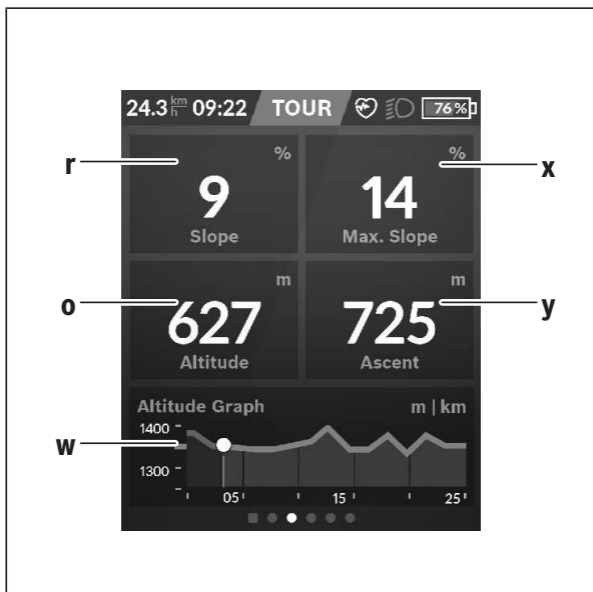 24.3 km/h 09:22 TOUR 76 %
r % % x
9 14
Slope Max. Slope
o m m y
627 725
Altitude Ascent
Altitude Graph m | km
w 1400
1300
05 15 25